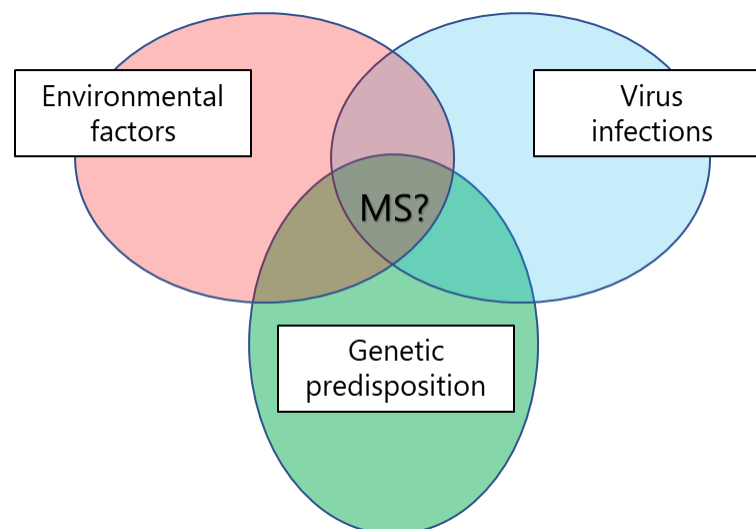 Environmental
factors
Virus
infections
MS?
Genetic
predisposition